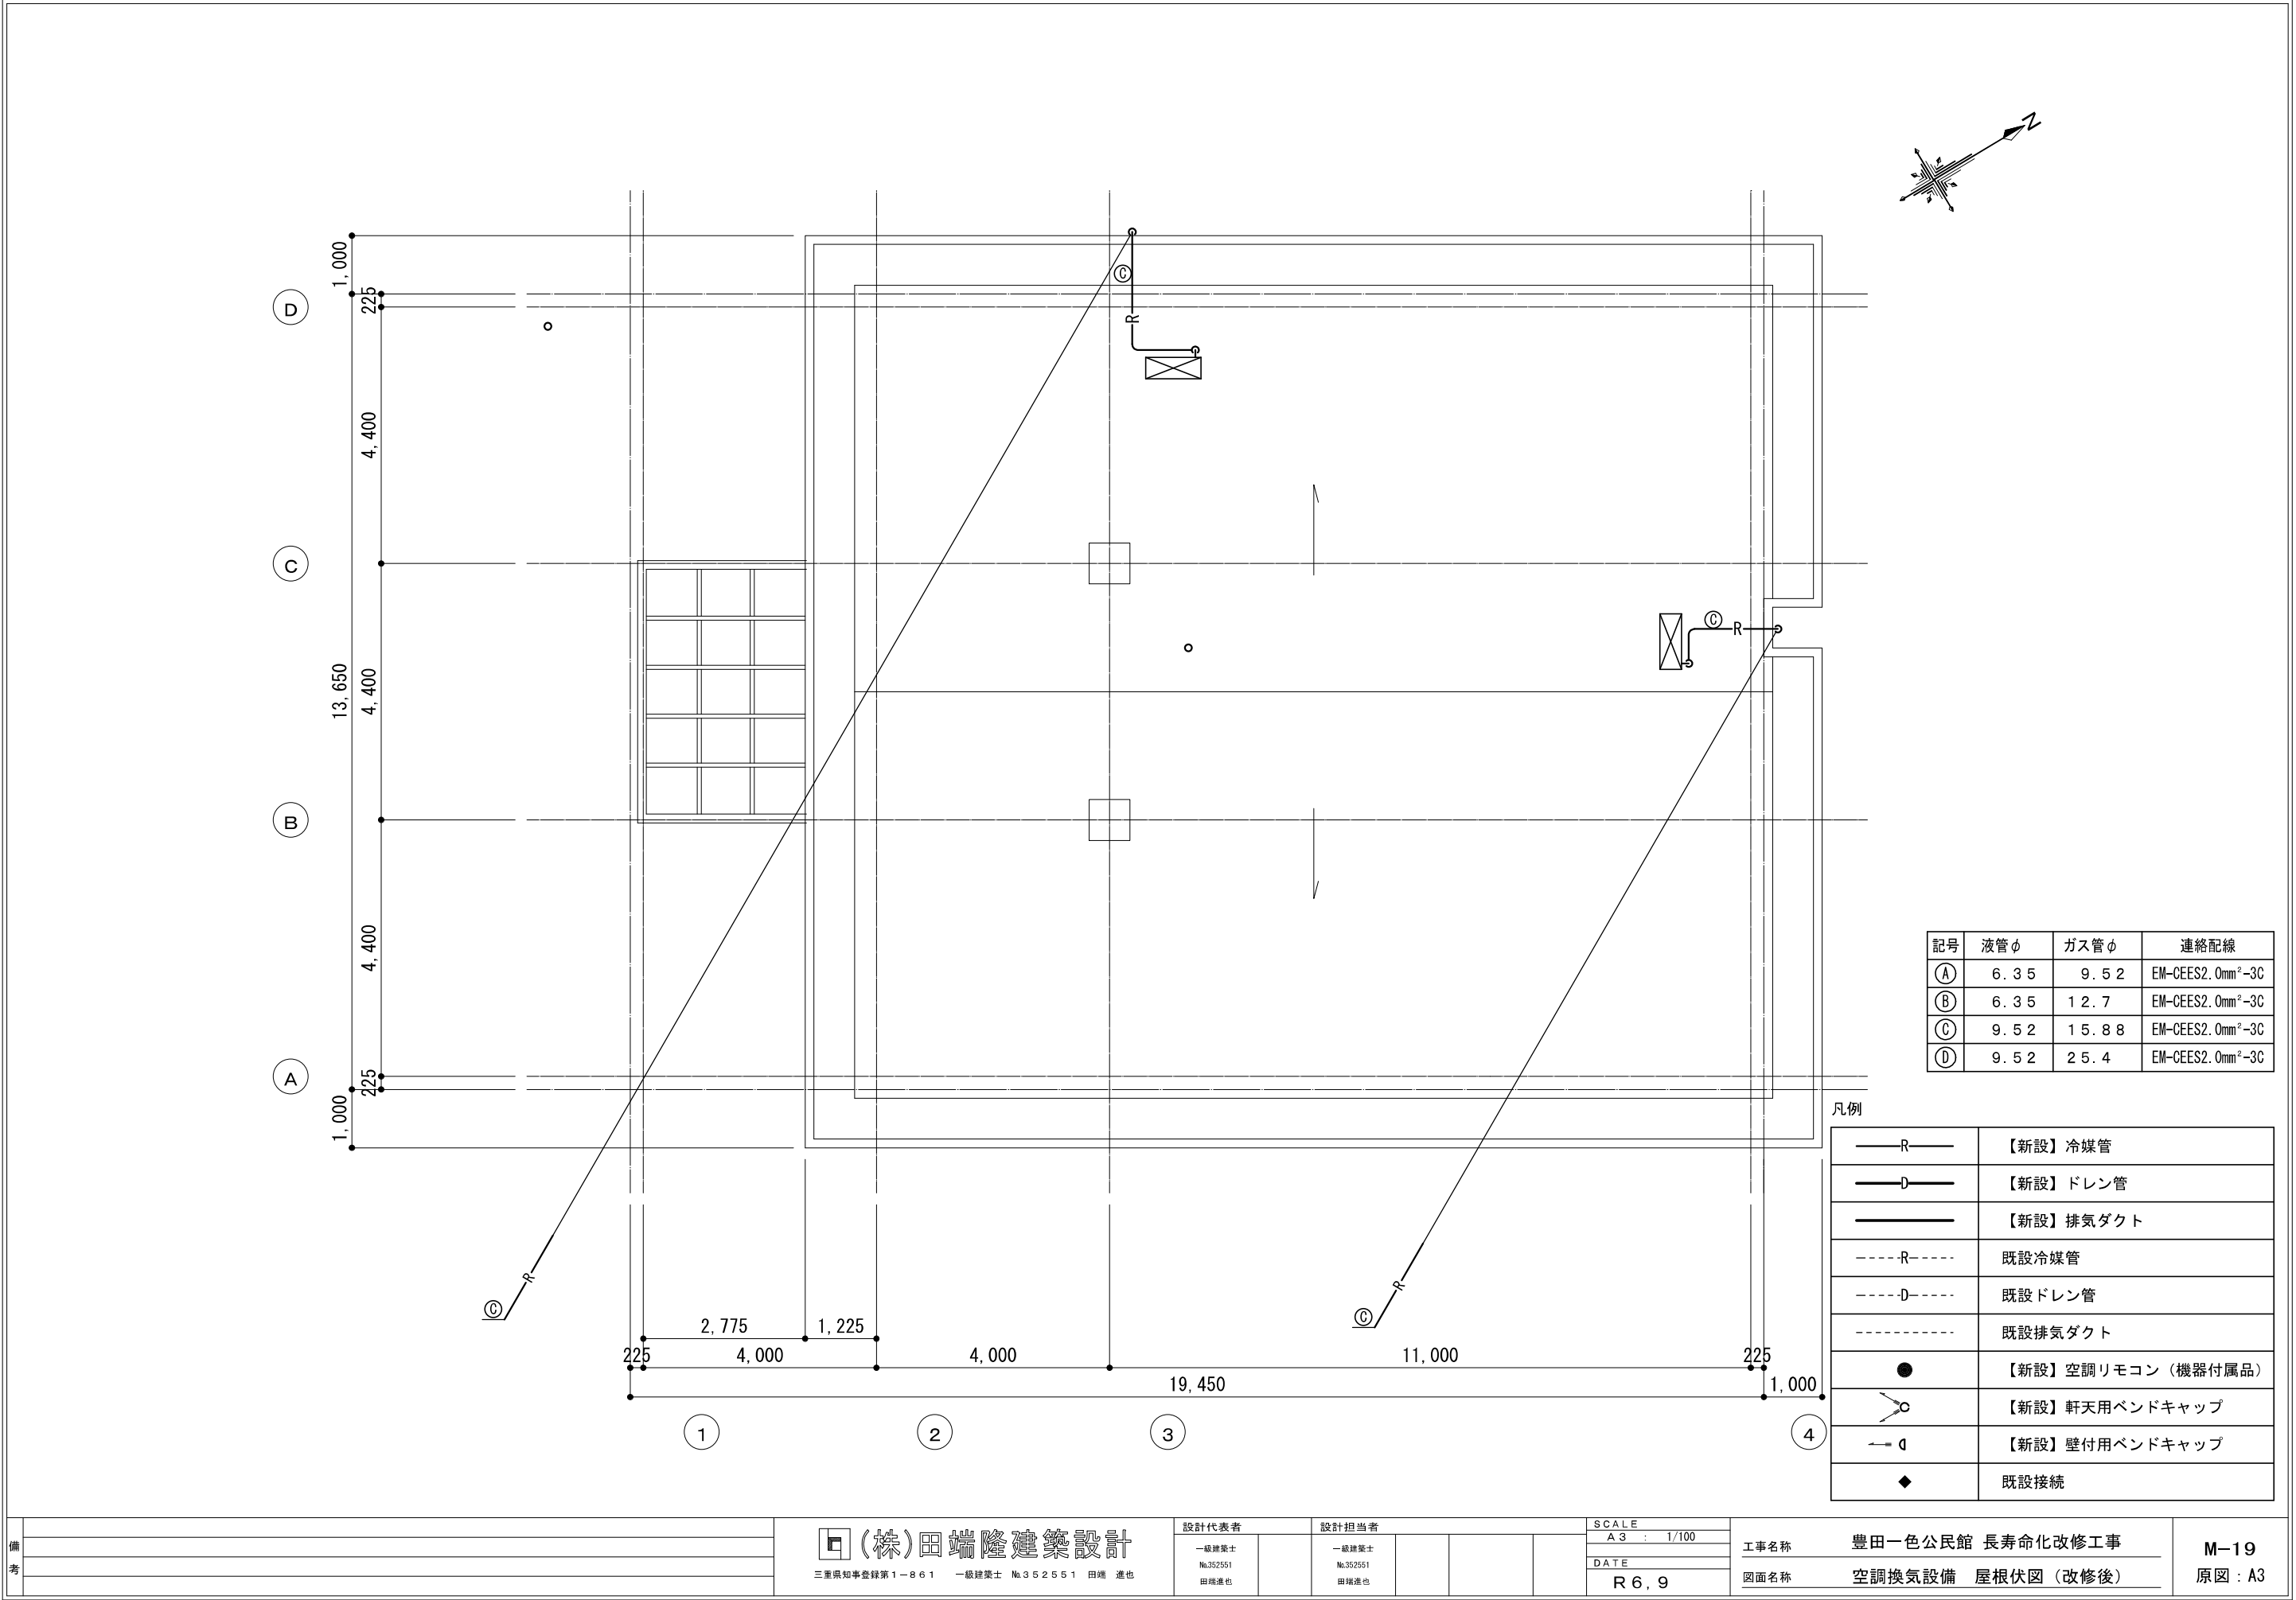 N
1,000
225
D
4,400
C
13,650
4,400
B
4,400
A
225
1,000
Ⓒ
R
Ⓒ
R
R
Ⓒ
R
Ⓒ
2,775
1,225
225
4,000
4,000
11,000
225
19,450
1,000
1
2
3
4
記号 液管φ ガス管φ 連絡配線
Ⓐ 6.35 9.52 EM-CEES2.0mm²-3C
Ⓑ 6.35 12.7 EM-CEES2.0mm²-3C
Ⓒ 9.52 15.88 EM-CEES2.0mm²-3C
Ⓓ 9.52 25.4 EM-CEES2.0mm²-3C
凡例
R 【新設】冷媒管
D 【新設】ドレン管
【新設】排気ダクト
R 既設冷媒管
D 既設ドレン管
既設排気ダクト
【新設】空調リモコン（機器付属品）
【新設】軒天用ベンドキャップ
【新設】壁付用ベンドキャップ
既設接続
備考
(株)田端隆建築設計
三重県知事登録第1-861 一級建築士 №352551 田端 進也
設計代表者
一級建築士
№352551
田端進也
設計担当者
一級建築士
№352551
田端進也
SCALE
A3 : 1/100
DATE
R6,9
工事名称 豊田一色公民館 長寿命化改修工事
図面名称 空調換気設備 屋根伏図（改修後）
M-19
原図：A3